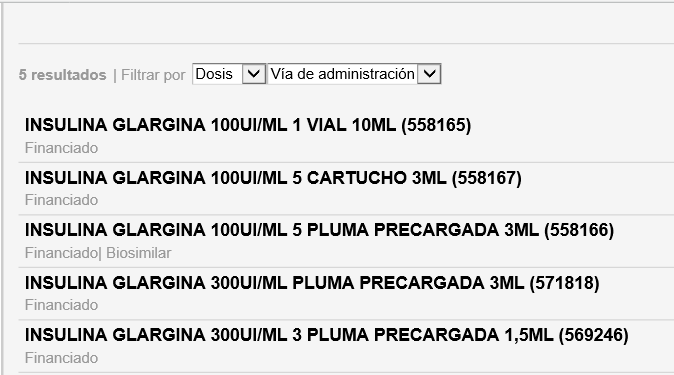 5 resultados | Filtrar por Dosis Vía de administración
INSULINA GLARGINA 100UI/ML 1 VIAL 10ML (558165)
Financiado
INSULINA GLARGINA 100UI/ML 5 CARTUCHO 3ML (558167)
Financiado
INSULINA GLARGINA 100UI/ML 5 PLUMA PRECARGADA 3ML (558166)
Financiado| Biosimilar
INSULINA GLARGINA 300UI/ML PLUMA PRECARGADA 3ML (571818)
Financiado
INSULINA GLARGINA 300UI/ML 3 PLUMA PRECARGADA 1,5ML (569246)
Financiado